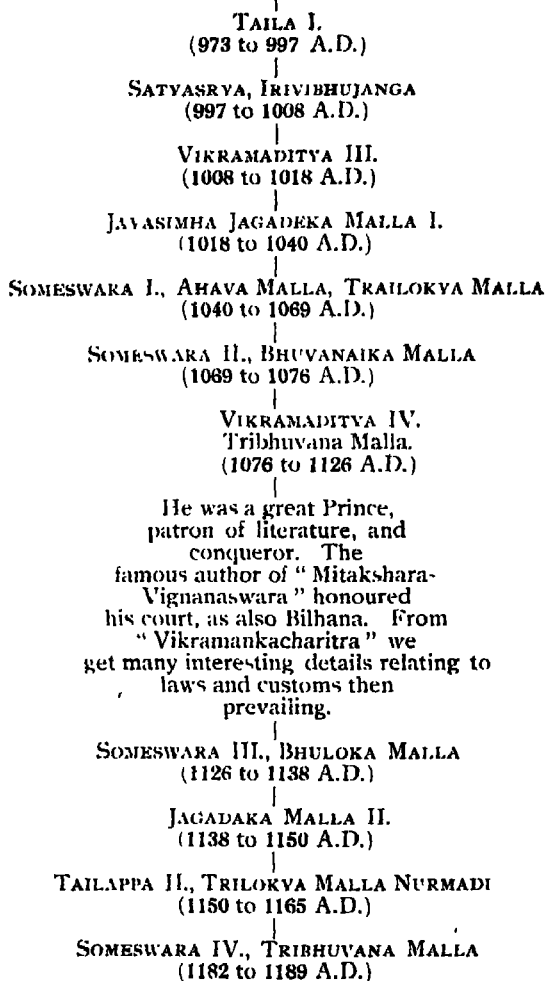 TAILA I.
(973 to 997 A.D.)
SATYASRYA, IRIVIBHUJANGA
(997 to 1008 A.D.)
VIKRAMADITYA III.
(1008 to 1018 A.D.)
JAYASIMHA JAGADEKA MALLA I.
(1018 to 1040 A.D.)
SOMESWARA I., AHAVA MALLA, TRAILOKYA MALLA
(1040 to 1069 A.D.)
SOMESWARA II., BHUVANAIKA MALLA
(1069 to 1076 A.D.)
VIKRAMADITYA IV.
Tribhuvana Malla.
(1076 to 1126 A.D.)
He was a great Prince,
patron of literature, and
conqueror. The
famous author of “ Mitakshara-
Vignanaswara ” honoured
his court, as also Bilhana. From
“ Vikramankacharitra ” we
get many interesting details relating to
laws and customs then
prevailing.
SOMESWARA III., BHULOKA MALLA
(1126 to 1138 A.D.)
JAGADAKA MALLA II.
(1138 to 1150 A.D.)
TAILAPPA II., TRILOKYA MALLA NURMADI
(1150 to 1165 A.D.)
SOMESWARA IV., TRIBHUVANA MALLA
(1182 to 1189 A.D.)